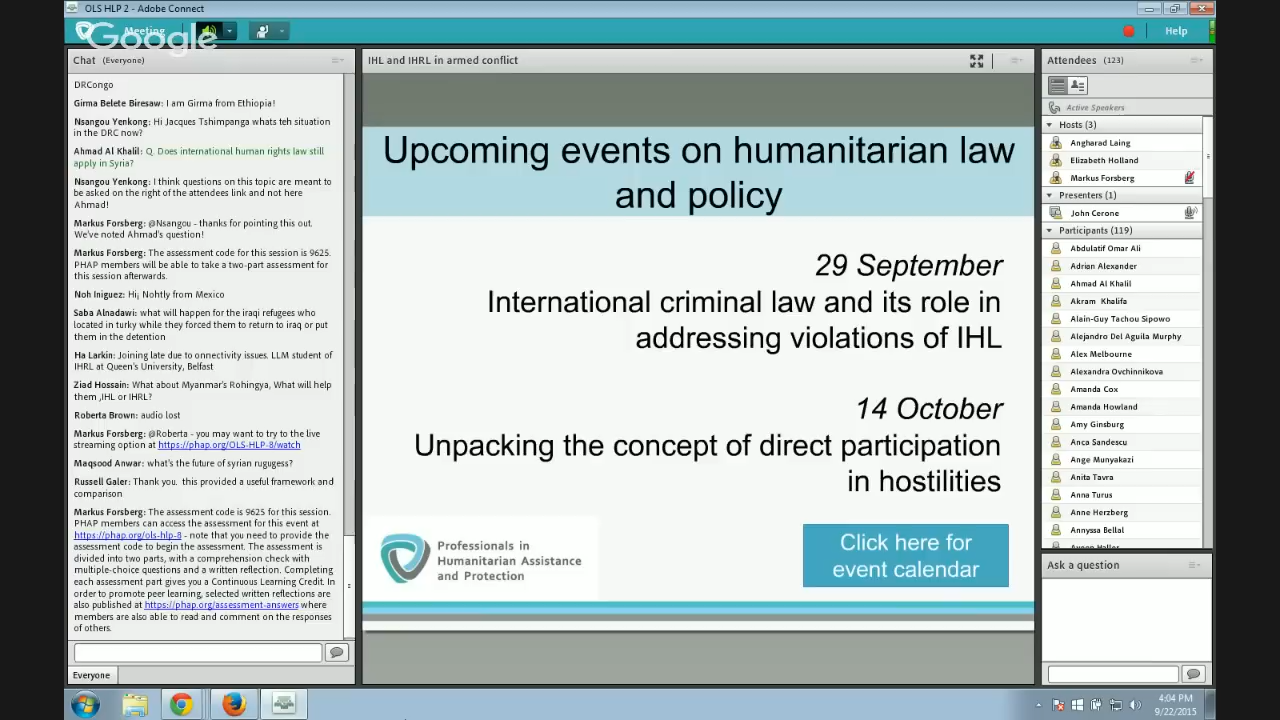 OLS HLP 2 - Adobe Connect
Meeting
Google
Help
Chat (Everyone)
DRCongo
Girma Belete Biresaw: I am Girma from Ethiopia!
Nsangou Yenkong: Hi Jacques Tshimpanga whats teh situation
in the DRC now?
Ahmad Al Khalil: Q. Does international human rights law still
apply in Syria?
Nsangou Yenkong: I think questions on this topic are meant to
be asked on the right of the attendees link and not here
Ahmad!
Markus Forsberg: @Nsangou - thanks for pointing this out.
We've noted Ahmad's question!
Markus Forsberg: The assessment code for this session is 9625.
PHAP members will be able to take a two-part assessment for
this session afterwards.
Noh Iniguez: Hi¡ Nohtly from Mexico
Saba Alnadawi: what will happen for the iraqi refugees who
located in turky while they forced them to return to iraq or put
them in the detention
Ha Larkin: Joining late due to onnectivity issues. LLM student of
IHRL at Queen's University, Belfast
Ziad Hossain: What about Myanmar's Rohingya, What will help
them ,IHL or IHRL?
Roberta Brown: audio lost
Markus Forsberg: @Roberta - you may want to try to the live
streaming option at https://phap.org/OLS-HLP-8/watch
Maqsood Anwar: what's the future of syrian rugugess?
Russell Galer: Thank you. this provided a useful framework and
comparison
Markus Forsberg: The assessment code is 9625 for this session.
PHAP members can access the assessment for this event at
https://phap.org/ols-hlp-8 - note that you need to provide the
assessment code to begin the assessment. The assessment is
divided into two parts, with a comprehension check with
multiple-choice questions and a written reflection. Completing
each assessment part gives you a Continuous Learning Credit. In
order to promote peer learning, selected written reflections are
also published at https://phap.org/assessment-answers where
members are also able to read and comment on the responses
of others.
Everyone
IHL and IHRL in armed conflict
Upcoming events on humanitarian law
and policy
29 September
International criminal law and its role in
addressing violations of IHL
14 October
Unpacking the concept of direct participation
in hostilities
Professionals in
Humanitarian Assistance
and Protection
Click here for
event calendar
Attendees (123)
Active Speakers
Hosts (3)
Angharad Laing
Elizabeth Holland
Markus Forsberg
Presenters (1)
John Cerone
Participants (119)
Abdulatif Omar Ali
Adrian Alexander
Ahmad Al Khalil
Akram Khalifa
Alain-Guy Tachou Sipowo
Alejandro Del Aguila Murphy
Alex Melbourne
Alexandra Ovchinnikova
Amanda Cox
Amanda Howland
Amy Ginsburg
Anca Sandescu
Ange Munyakazi
Anita Tavra
Anna Turus
Anne Herzberg
Annyssa Bellal
Ask a question
4:04 PM
9/22/2015